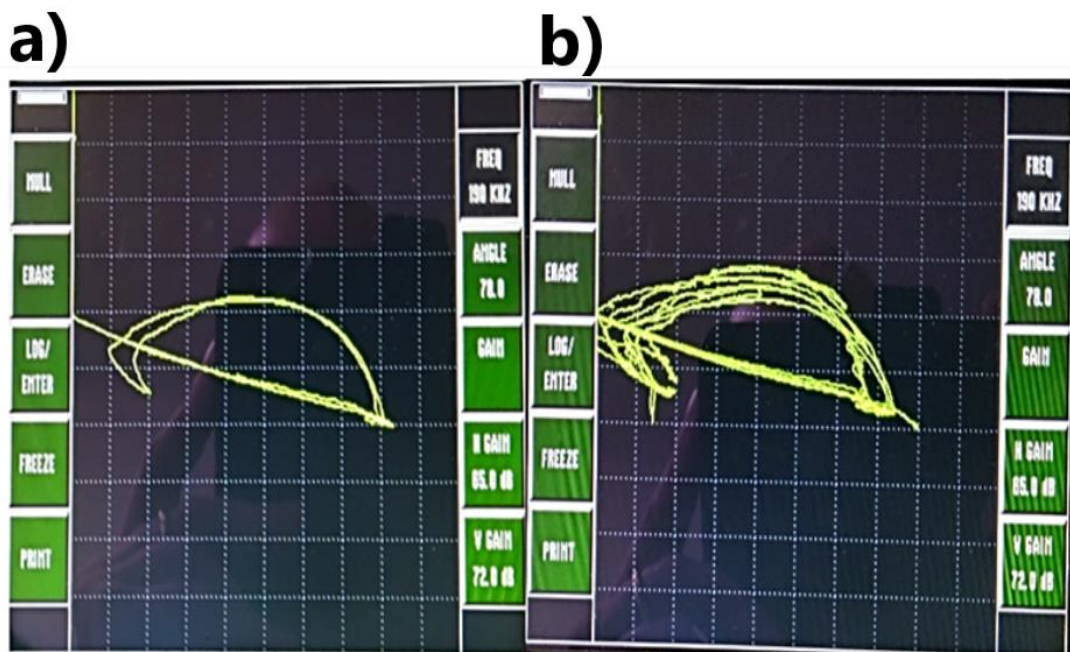 a)
NULL
ERASE
LOG/
ENTER
FREEZE
PRINT
FREQ
190 KHZ
ANGLE
78.0
GAIN
H GAIN
65.0 dB
V GAIN
72.0 dB
b)
NULL
ERASE
LOG/
ENTER
FREEZE
PRINT
FREQ
190 KHZ
ANGLE
78.0
GAIN
H GAIN
65.0 dB
V GAIN
72.0 dB